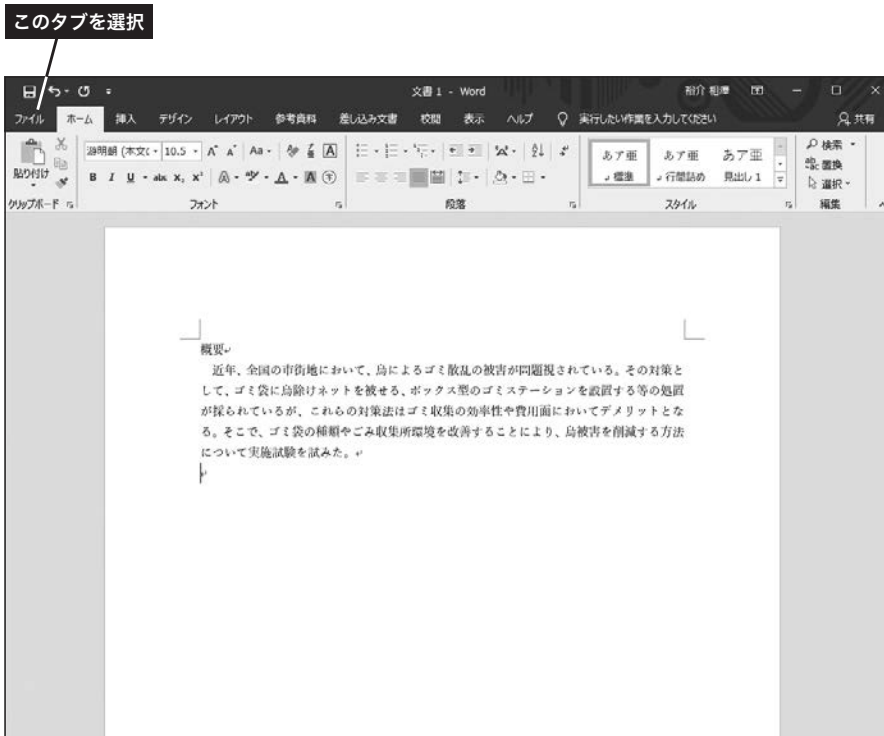 このタブを選択
文書 1 - Word
裕介 相澤
ファイル ホーム 挿入 デザイン レイアウト 参考資料 差し込み文書 校閲 表示 ヘルプ 実行したい作業を入力してください 共有
游明朝 (本文( 10.5 Aa A
あア亜 あア亜 あア亜
検索
置換
選択
貼り付け
B I U abc X₂ X² A A A 字
標準 行間詰め 見出し 1
クリップボード フォント 段落 スタイル 編集
概要
近年、全国の市街地において、烏によるゴミ散乱の被害が問題視されている。その対策と
して、ゴミ袋に烏除けネットを被せる、ボックス型のゴミステーションを設置する等の処置
が採られているが、これらの対策法はゴミ収集の効率性や費用面においてデメリットとな
る。そこで、ゴミ袋の種類やごみ収集所環境を改善することにより、烏被害を削減する方法
について実施試験を試みた。